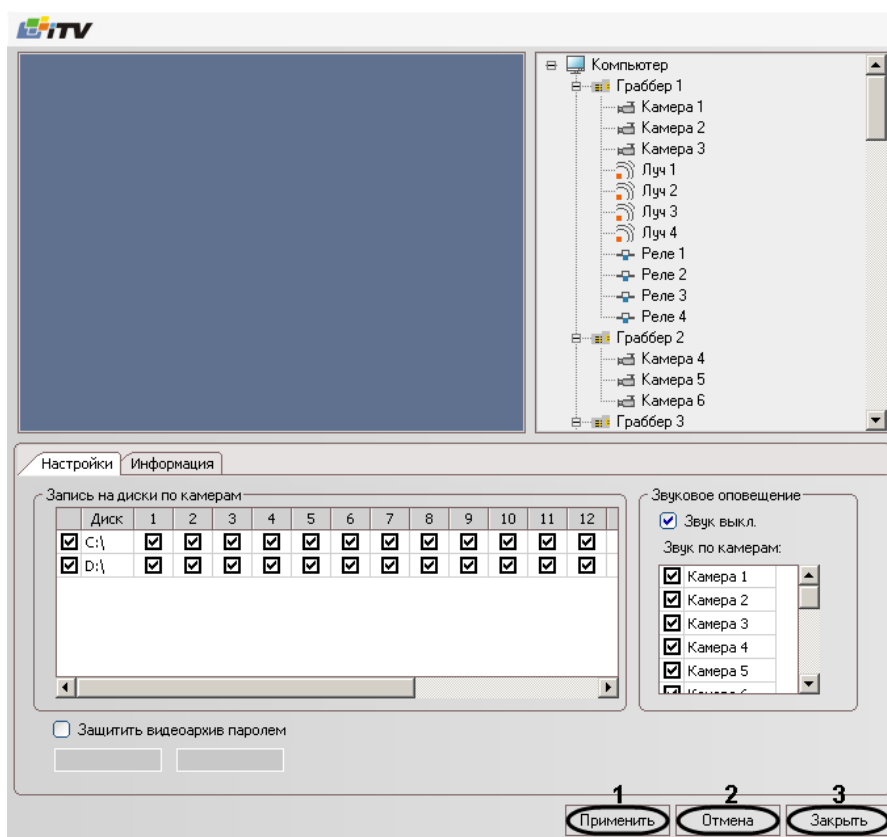 iTV
Компьютер
Граббер 1
Камера 1
Камера 2
Камера 3
Луч 1
Луч 2
Луч 3
Луч 4
Реле 1
Реле 2
Реле 3
Реле 4
Граббер 2
Камера 4
Камера 5
Камера 6
Граббер 3
Настройки Информация
Запись на диски по камерам
Диск 1 2 3 4 5 6 7 8 9 10 11 12
C:\
D:\
Звуковое оповещение
Звук выкл.
Звук по камерам:
Камера 1
Камера 2
Камера 3
Камера 4
Камера 5
Защитить видеоархив паролем
1 2 3
Применить Отмена Закрыть